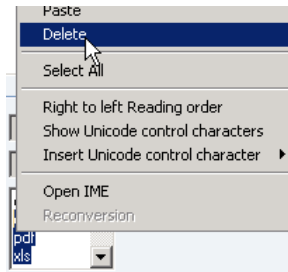 Paste
Delete
Select All
Right to left Reading order
Show Unicode control characters
Insert Unicode control character
Open IME
Reconversion
pdf
xls